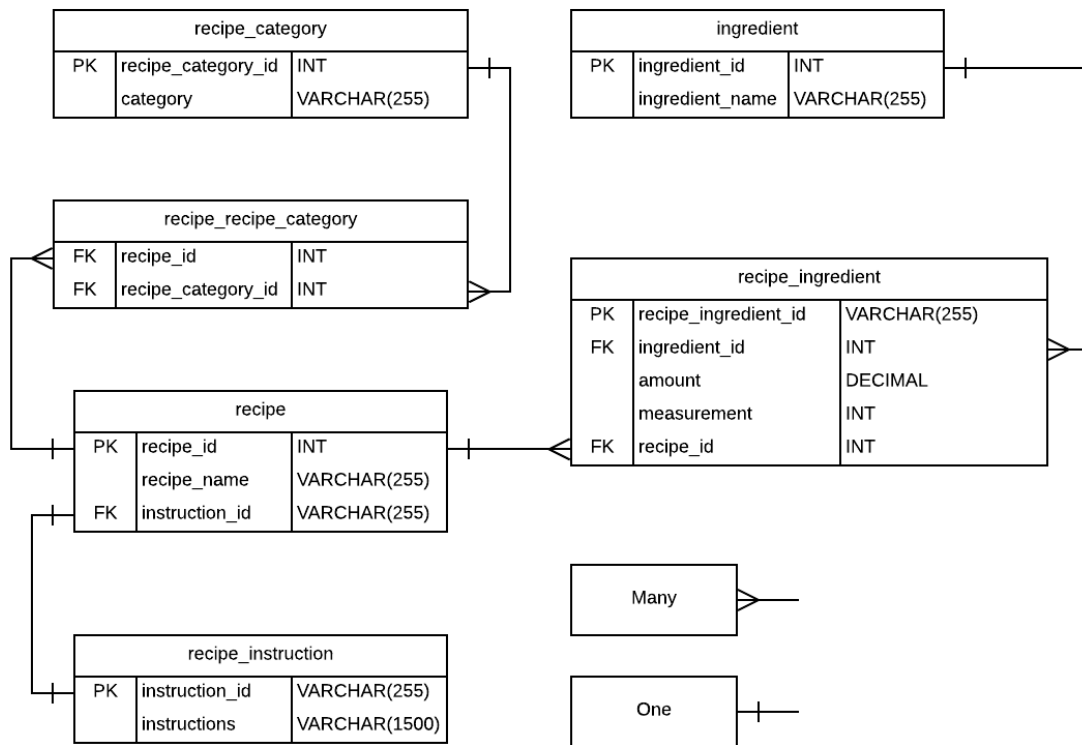 recipe_category
PK recipe_category_id INT
category VARCHAR(255)
ingredient
PK ingredient_id INT
ingredient_name VARCHAR(255)
recipe_recipe_category
FK recipe_id INT
FK recipe_category_id INT
recipe_ingredient
PK recipe_ingredient_id VARCHAR(255)
FK ingredient_id INT
amount DECIMAL
measurement INT
FK recipe_id INT
recipe
PK recipe_id INT
recipe_name VARCHAR(255)
FK instruction_id VARCHAR(255)
Many
recipe_instruction
PK instruction_id VARCHAR(255)
instructions VARCHAR(1500)
One